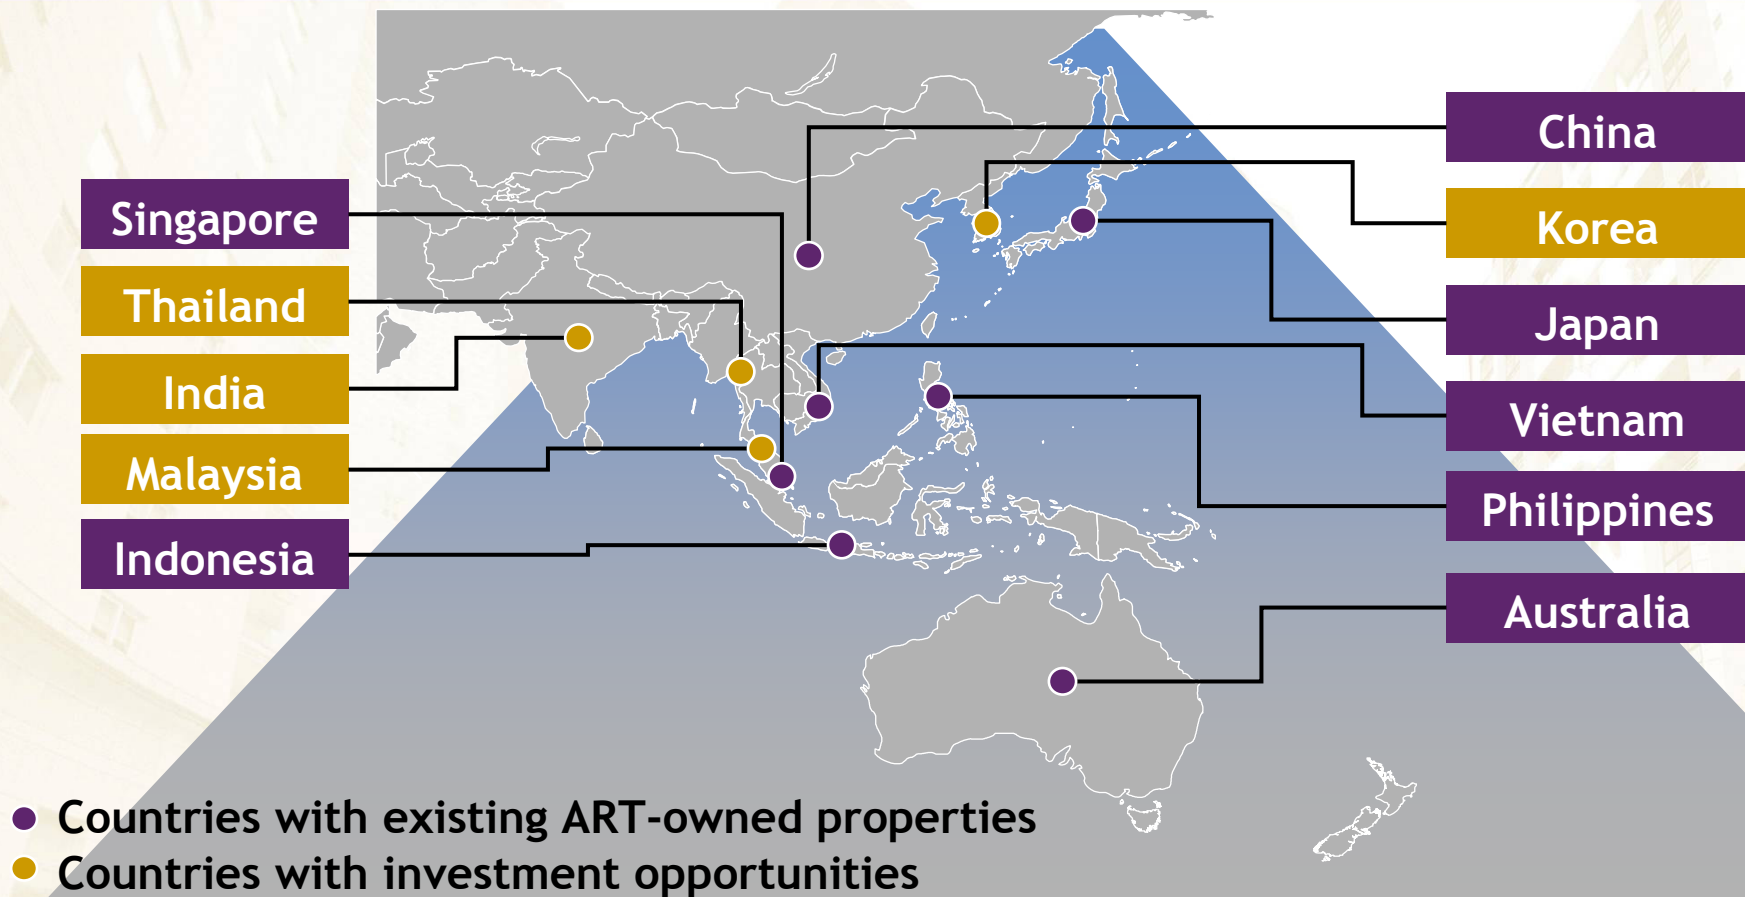 Singapore
Thailand
India
Malaysia
Indonesia
China
Korea
Japan
Vietnam
Philippines
Australia
Countries with existing ART-owned properties
Countries with investment opportunities